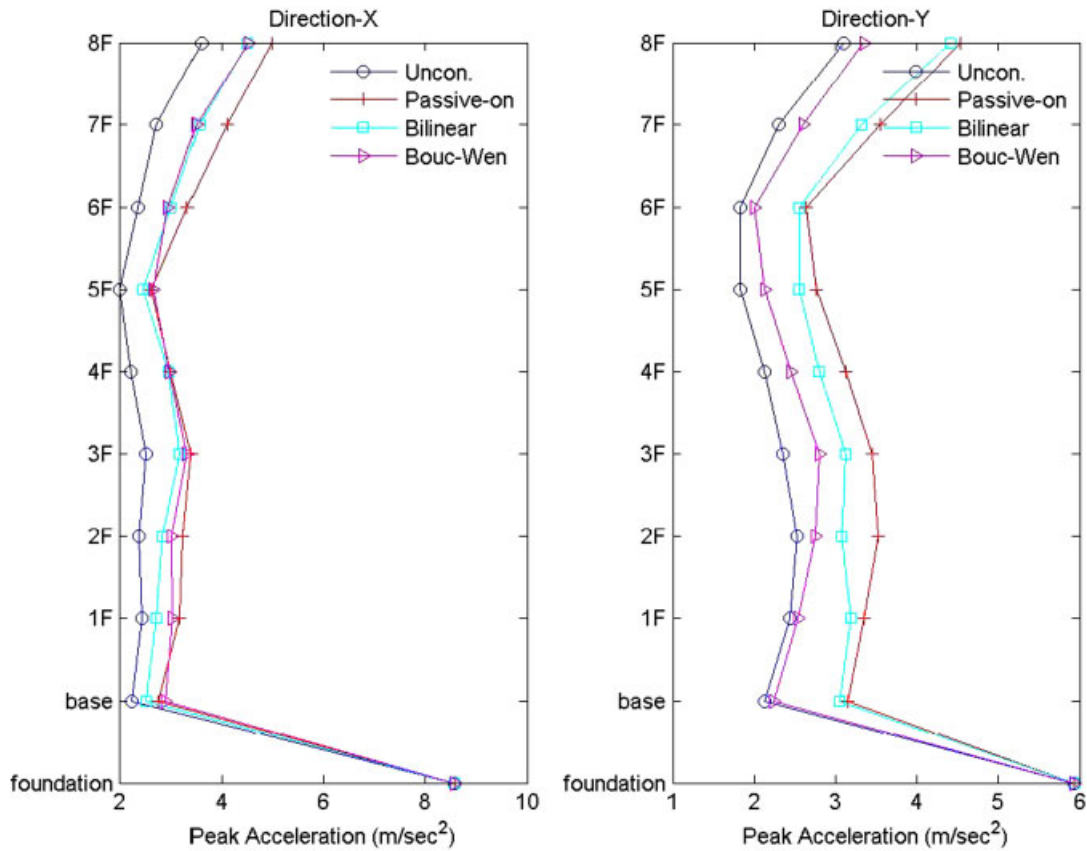 Direction-X
8F
7F
6F
5F
4F
3F
2F
1F
base
foundation
Uncon.
Passive-on
Bilinear
Bouc-Wen
2 4 6 8 10
Peak Acceleration (m/sec²)
Direction-Y
8F
7F
6F
5F
4F
3F
2F
1F
base
foundation
Uncon.
Passive-on
Bilinear
Bouc-Wen
1 2 3 4 5 6
Peak Acceleration (m/sec²)